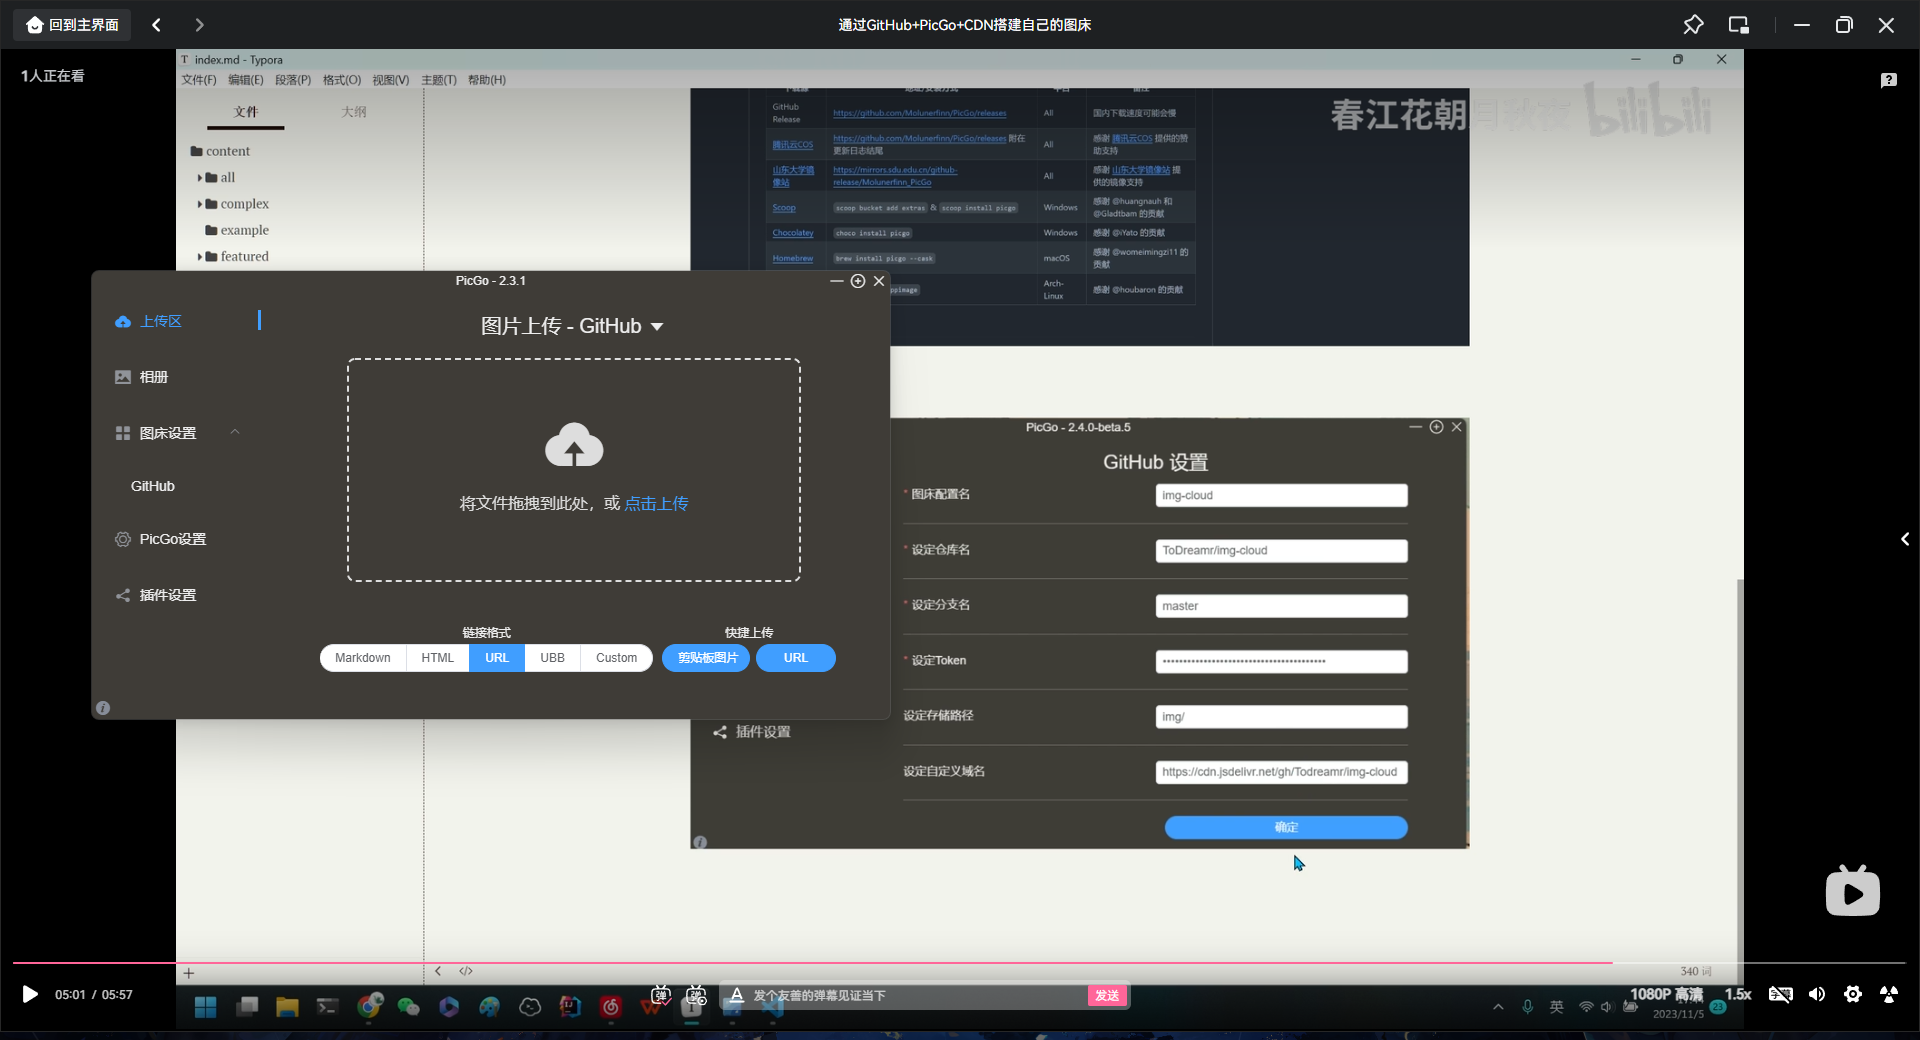 回到主界面
通过GitHub+PicGo+CDN搭建自己的图床
1人正在看
index.md - Typora
文件(F) 编辑(E) 段落(P) 格式(O) 视图(V) 主题(T) 帮助(H)
文件 大纲
content
all
complex
example
featured
GitHub Release https://github.com/Molunerfinn/PicGo/releases All 国内下载速度可能会慢
腾讯云COS https://github.com/Molunerfinn/PicGo/releases 附在更新日志结尾 All 感谢 腾讯云COS 提供的赞助支持
山东大学镜像站 https://mirrors.sdu.edu.cn/github-release/Molunerfinn_PicGo All 感谢 山东大学镜像站 提供的镜像支持
Scoop scoop bucket add extras & scoop install picgo Windows 感谢 @huangnauh 和 @Gladtbam 的贡献
Chocolatey choco install picgo Windows 感谢 @iYato 的贡献
Homebrew brew install picgo --cask macOS 感谢 @womeimingzi11 的贡献
ppimage Arch-Linux 感谢 @houbaron 的贡献
春江花朝月秋夜 bilibili
PicGo - 2.3.1
上传区
相册
图床设置
GitHub
PicGo设置
插件设置
图片上传 - GitHub
将文件拖拽到此处，或 点击上传
链接格式 快捷上传
Markdown HTML URL UBB Custom 剪贴板图片 URL
PicGo - 2.4.0-beta.5
GitHub 设置
* 图床配置名 img-cloud
* 设定仓库名 ToDreamr/img-cloud
* 设定分支名 master
* 设定Token ••••••••••••••••••••••••••••••••••••••••
设定存储路径 img/
设定自定义域名 https://cdn.jsdelivr.net/gh/Todreamr/img-cloud
确定
插件设置
340 词
05:01 / 05:57
弹 弹
发个友善的弹幕见证当下 发送
英
1080P 高清 1.5x
2023/11/5
23